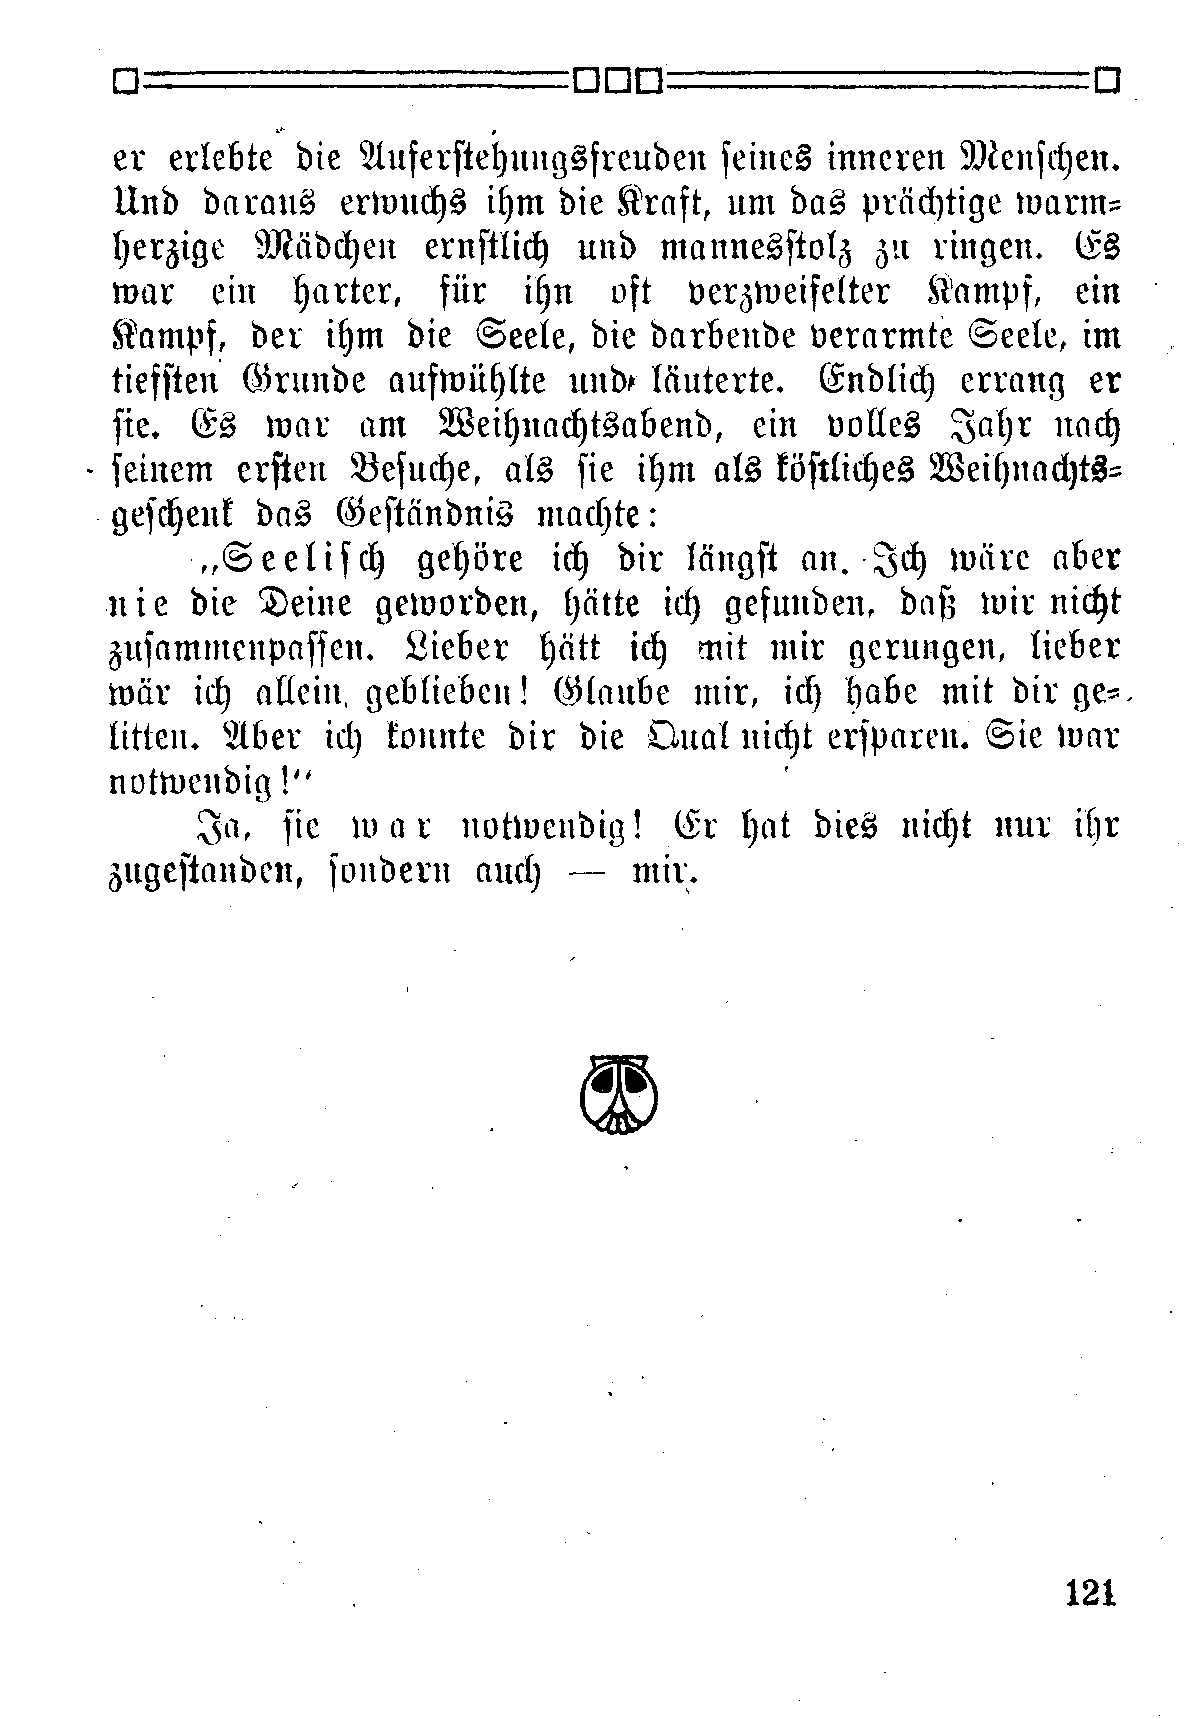 er erlebte die Auferstehungsfreuden seines inneren Menschen.
Und daraus erwuchs ihm die Kraft, um das prächtige warm=
herzige Mädchen ernstlich und mannesstolz zu ringen. Es
war ein harter, für ihn oft verzweifelter Kampf, ein
Kampf, der ihm die Seele, die darbende verarmte Seele, im
tiefsten Grunde aufwühlte und läuterte. Endlich errang er
sie. Es war am Weihnachtsabend, ein volles Jahr nach
seinem ersten Besuche, als sie ihm als köstliches Weihnachts=
geschenk das Geständnis machte:
„Seelisch gehöre ich dir längst an. Ich wäre aber
nie die Deine geworden, hätte ich gefunden, daß wir nicht
zusammenpassen. Lieber hätt ich mit mir gerungen, lieber
wär ich allein geblieben! Glaube mir, ich habe mit dir ge=
litten. Aber ich konnte dir die Qual nicht ersparen. Sie war
notwendig!“
Ja, sie war notwendig! Er hat dies nicht nur ihr
zugestanden, sondern auch — mir.
121